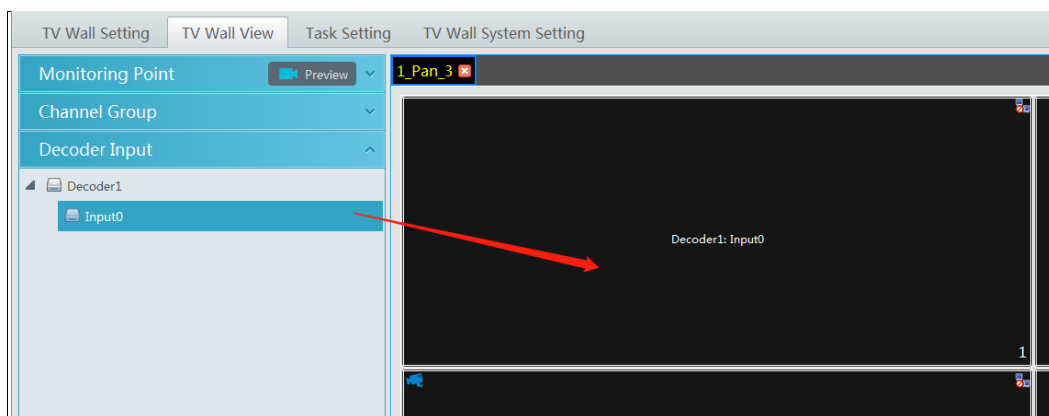 TV Wall Setting TV Wall View Task Setting TV Wall System Setting
Monitoring Point Preview
Channel Group
Decoder Input
Decoder1
Input0
1_Pan_3
Decoder1: Input0
1